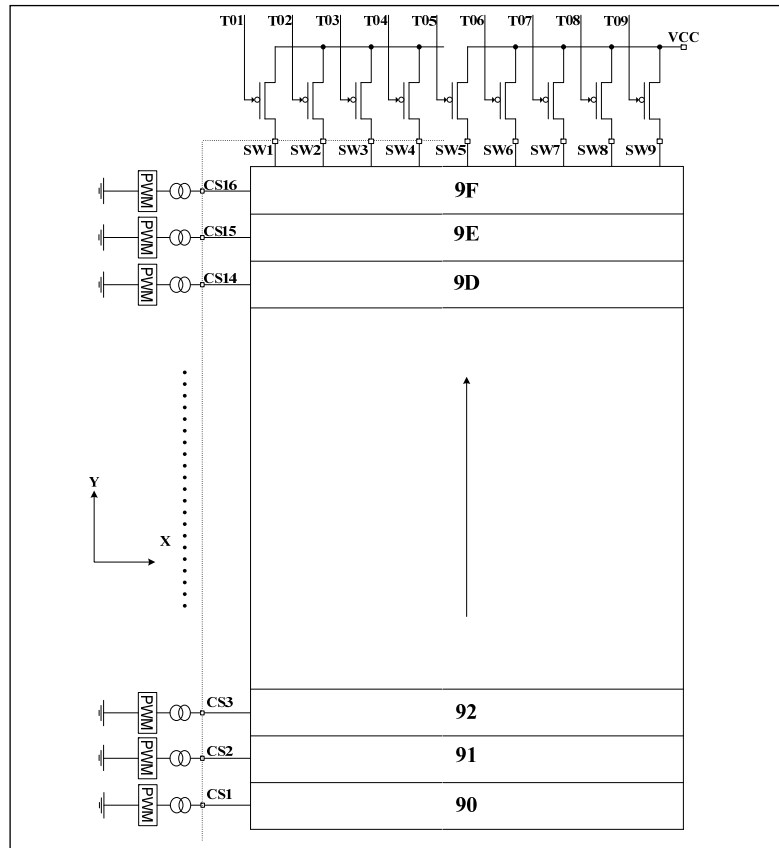 T01 T02 T03 T04 T05 T06 T07 T08 T09
VCC
SW1 SW2 SW3 SW4 SW5 SW6 SW7 SW8 SW9
PWM CS16 9F
PWM CS15 9E
PWM CS14 9D
Y
X
PWM CS3 92
PWM CS2 91
PWM CS1 90